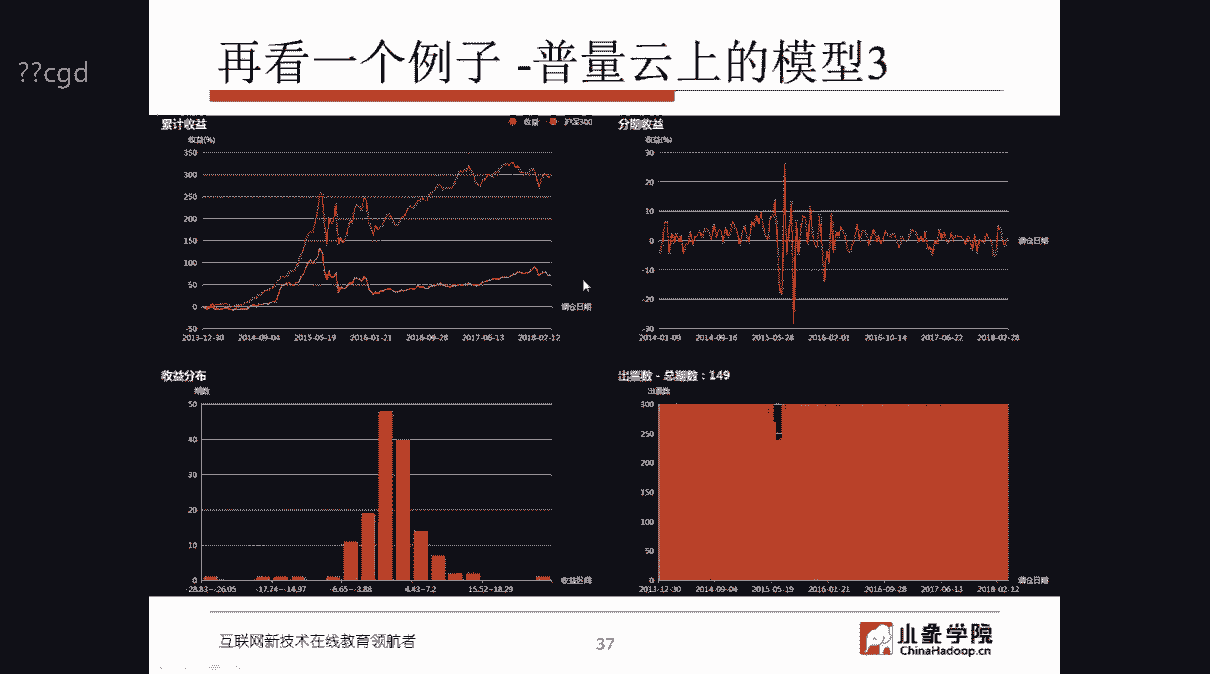 ??cgd
再看一个例子 -普量云上的模型3
累计收益
收益 沪深300
收益(%)
350
300
250
200
150
100
50
0
-50
调仓日期
2013-12-30 2014-09-04 2015-05-19 2016-01-21 2016-09-28 2017-06-13 2018-02-12
分期收益
收益(%)
30
20
10
0
-10
-20
-30
调仓日期
2014-01-09 2014-09-16 2015-05-28 2016-02-01 2016-10-14 2017-06-22 2018-02-28
收益分布
期数
50
40
30
20
10
0
收益区间
-28.83~-26.05 -17.74~-14.97 -6.65~-3.88 4.43~7.2 15.52~18.29
出票数 - 总期数：149
出票数
300
250
200
150
100
50
0
调仓日期
2013-12-30 2014-09-04 2015-05-19 2016-01-21 2016-09-28 2017-06-13 2018-02-12
互联网新技术在线教育领航者
37
小象学院
ChinaHadoop.cn